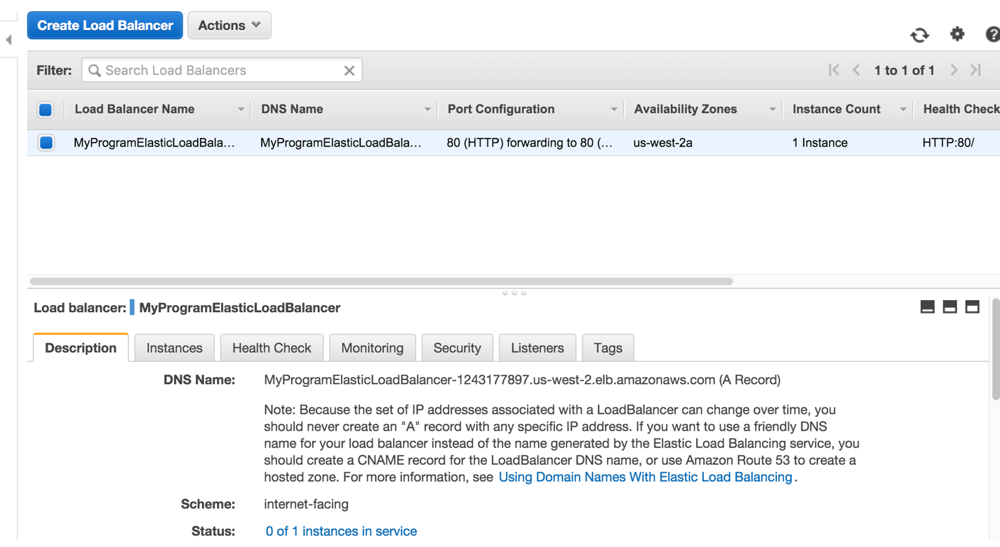 Create Load Balancer Actions
Filter: Search Load Balancers 1 to 1 of 1
Load Balancer Name DNS Name Port Configuration Availability Zones Instance Count Health Check
MyProgramElasticLoadBala... MyProgramElasticLoadBala... 80 (HTTP) forwarding to 80 (... us-west-2a 1 Instance HTTP:80/
Load balancer: MyProgramElasticLoadBalancer
Description Instances Health Check Monitoring Security Listeners Tags
DNS Name: MyProgramElasticLoadBalancer-1243177897.us-west-2.elb.amazonaws.com (A Record)
Note: Because the set of IP addresses associated with a LoadBalancer can change over time, you
should never create an "A" record with any specific IP address. If you want to use a friendly DNS
name for your load balancer instead of the name generated by the Elastic Load Balancing service, you
should create a CNAME record for the LoadBalancer DNS name, or use Amazon Route 53 to create a
hosted zone. For more information, see Using Domain Names With Elastic Load Balancing.
Scheme: internet-facing
Status: 0 of 1 instances in service